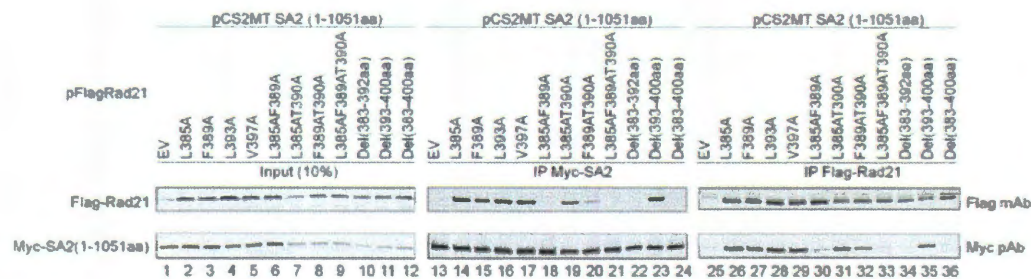 pCS2MT SA2 (1-1051aa) pCS2MT SA2 (1-1051aa) pCS2MT SA2 (1-1051aa)
pFlagRad21
EV L385A F389A L393A V397A L385AF389A L385AT390A F389AT390A L385AF389AT390A Del(383-392aa) Del(393-400aa) Del(383-400aa)
EV L385A F389A L393A V397A L385AF389A L385AT390A F389AT390A L385AF389AT390A Del(383-392aa) Del(393-400aa) Del(383-400aa)
EV L385A F389A L393A V397A L385AF389A L385AT390A F389AT390A L385AF389AT390A Del(383-392aa) Del(393-400aa) Del(383-400aa)
Input (10%) IP Myc-SA2 IP Flag-Rad21
Flag-Rad21 Flag mAb
Myc-SA2(1-1051aa) Myc pAb
1 2 3 4 5 6 7 8 9 10 11 12 13 14 15 16 17 18 19 20 21 22 23 24 25 26 27 28 29 30 31 32 33 34 35 36